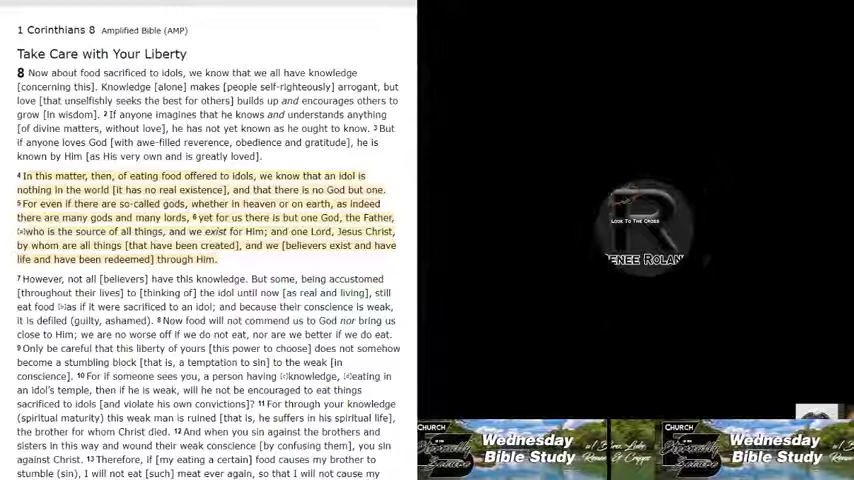 1 Corinthians 8 Amplified Bible (AMP)
Take Care with Your Liberty
8 Now about food sacrificed to idols, we know that we all have knowledge
[concerning this]. Knowledge [alone] makes [people self-righteously] arrogant, but
love [that unselfishly seeks the best for others] builds up and encourages others to
grow [in wisdom]. 2 If anyone imagines that he knows and understands anything
[of divine matters, without love], he has not yet known as he ought to know. 3 But
if anyone loves God [with awe-filled reverence, obedience and gratitude], he is
known by Him [as His very own and is greatly loved].
4 In this matter, then, of eating food offered to idols, we know that an idol is
nothing in the world [it has no real existence], and that there is no God but one.
5 For even if there are so-called gods, whether in heaven or on earth, as indeed
there are many gods and many lords, 6 yet for us there is but one God, the Father,
[a]who is the source of all things, and we exist for Him; and one Lord, Jesus Christ,
by whom are all things [that have been created], and we [believers exist and have
life and have been redeemed] through Him.
7 However, not all [believers] have this knowledge. But some, being accustomed
[throughout their lives] to [thinking of] the idol until now [as real and living], still
eat food [b]as if it were sacrificed to an idol; and because their conscience is weak,
it is defiled (guilty, ashamed). 8 Now food will not commend us to God nor bring us
close to Him; we are no worse off if we do not eat, nor are we better if we do eat.
9 Only be careful that this liberty of yours [this power to choose] does not somehow
become a stumbling block [that is, a temptation to sin] to the weak [in
conscience]. 10 For if someone sees you, a person having [c]knowledge, [d]eating in
an idol's temple, then if he is weak, will he not be encouraged to eat things
sacrificed to idols [and violate his own convictions]? 11 For through your knowledge
(spiritual maturity) this weak man is ruined [that is, he suffers in his spiritual life],
the brother for whom Christ died. 12 And when you sin against the brothers and
sisters in this way and wound their weak conscience [by confusing them], you sin
against Christ. 13 Therefore, if [my eating a certain] food causes my brother to
stumble (sin), I will not eat [such] meat ever again, so that I will not cause my
R
LOOK TO THE CROSS
RENEE ROLAN
CHURCH
Wednesday
Bible Study
CHURCH
Wednesday
Bible Study